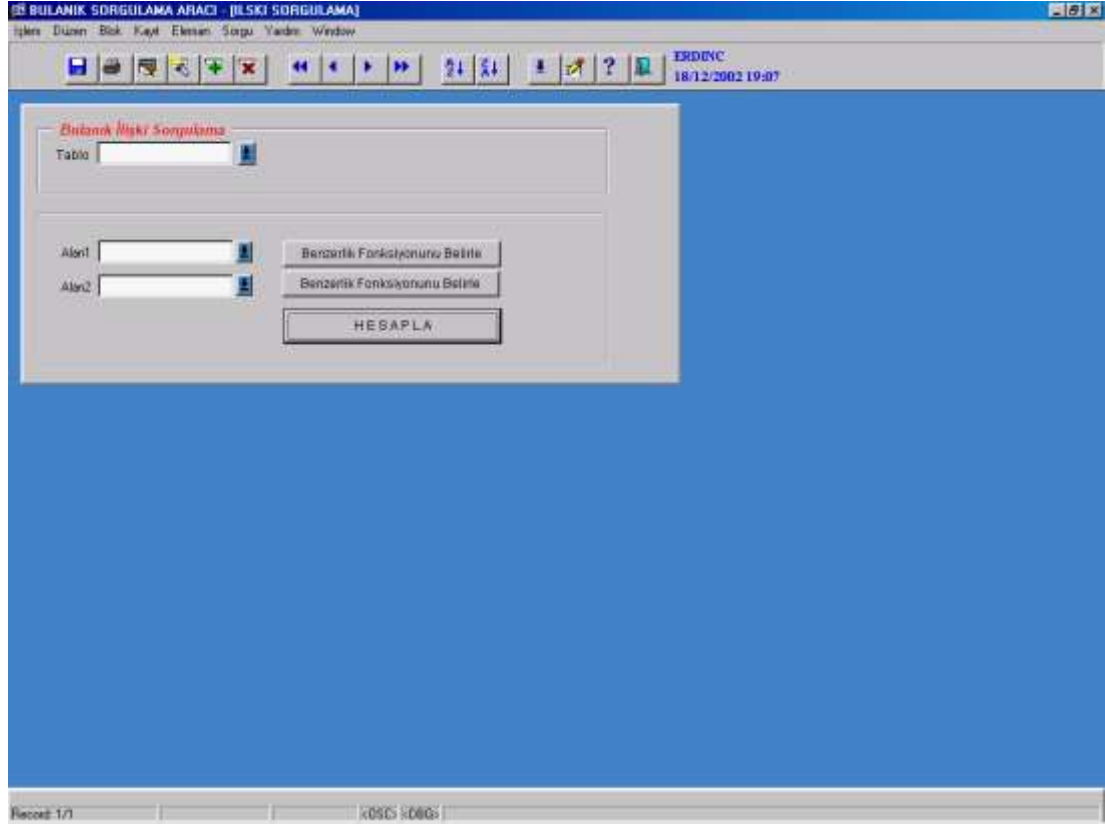 BULANIK SORGULAMA ARACI - [ILSKI SORGULAMA]
İşlem Düzen Blok Kayıt Eleman Sorgu Yardım Window
ERDINC
18/12/2002 19:07
Bulanık İlişki Sorgulama
Tablo
Alan1
Benzerlik Fonksiyonunu Belirle
Alan2
Benzerlik Fonksiyonunu Belirle
HESAPLA
Record: 1/1
<OSC> <DBG>